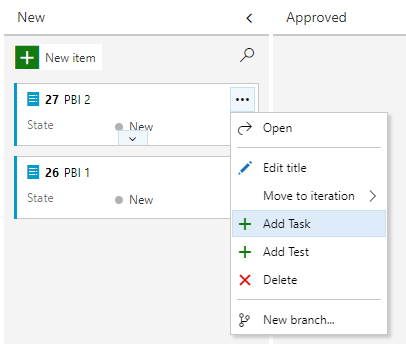 New
Approved
New item
27 PBI 2
State
New
26 PBI 1
State
New
Open
Edit title
Move to iteration
Add Task
Add Test
Delete
New branch...